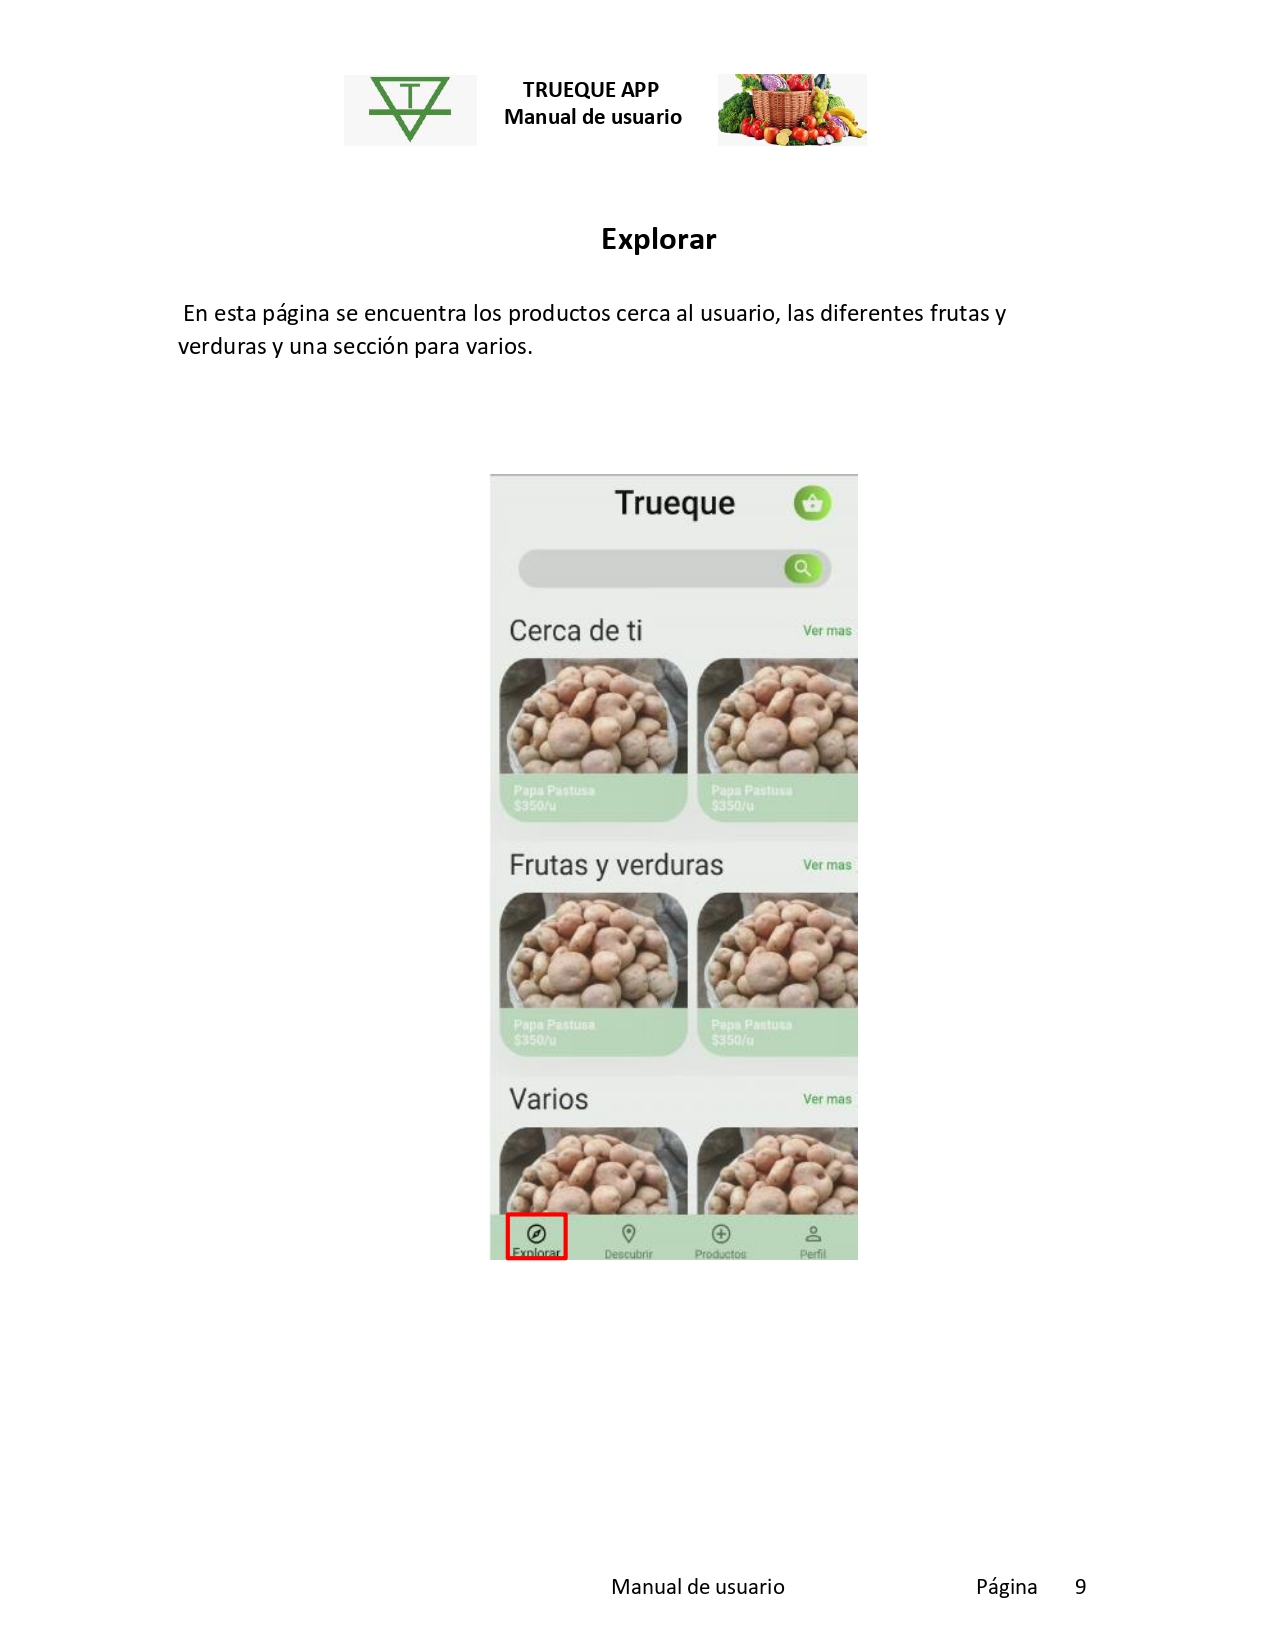 T
TRUEQUE APP
Manual de usuario
Explorar
En esta página se encuentra los productos cerca al usuario, las diferentes frutas y
verduras y una sección para varios.
Trueque
Cerca de ti
Ver mas
Papa Pastusa
$350/u
Papa Pastusa
$350/u
Frutas y verduras
Ver mas
Papa Pastusa
$350/u
Papa Pastusa
$350/u
Varios
Ver mas
Explorar
Descubrir
Productos
Perfil
Manual de usuario Página 9